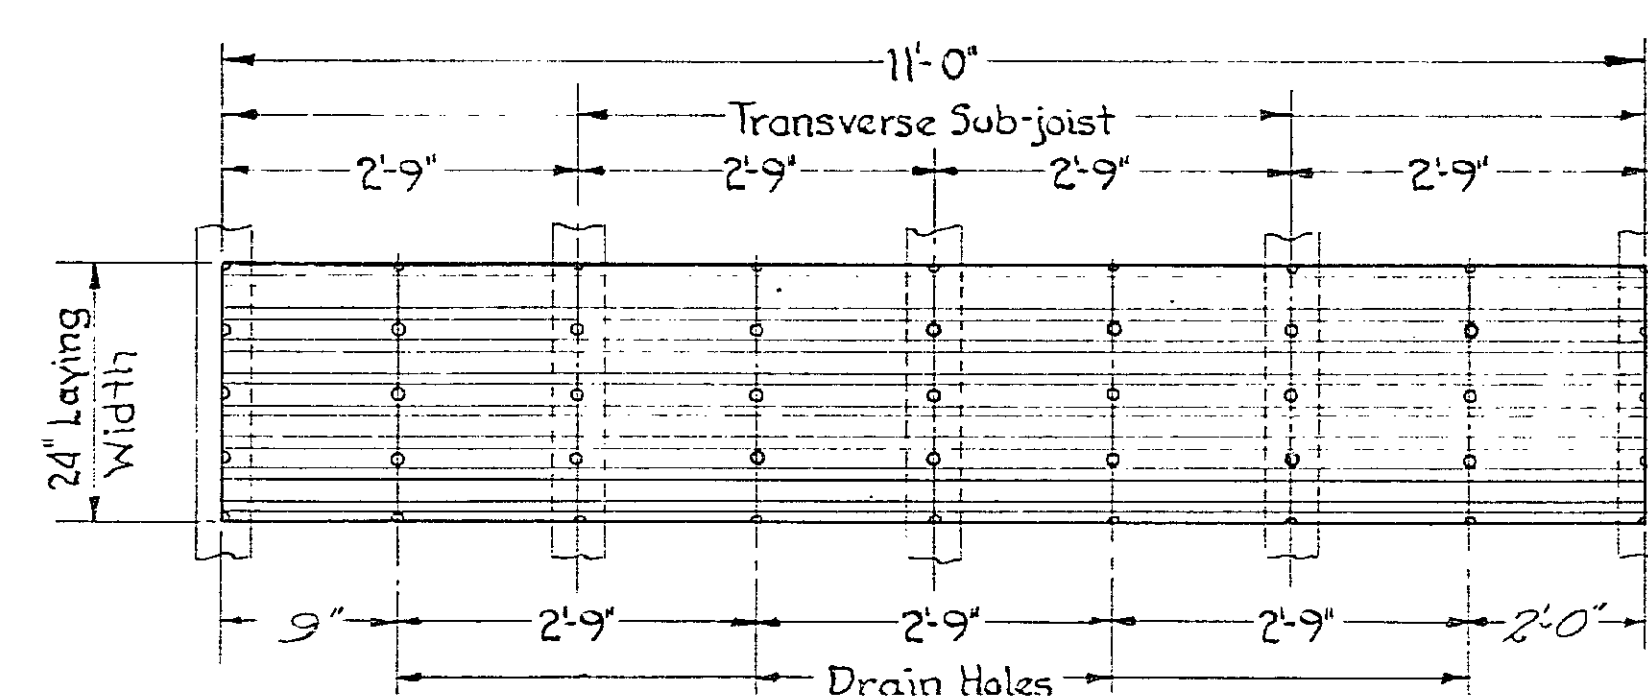 11'-0"
Transverse Sub-joist
2'-9" 2'-9" 2'-9" 2'-9"
24" Laying
Width
9" 2'-9" 2'-9" 2'-9" 2'-0"
Drain Holes